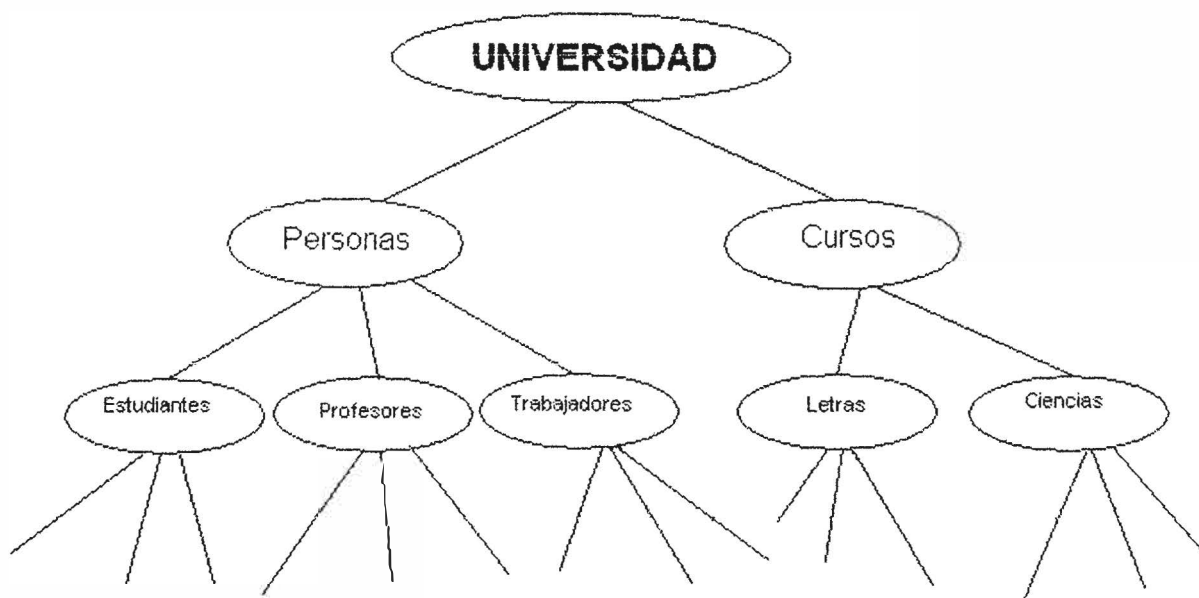 UNIVERSIDAD
Personas
Cursos
Estudiantes
Profesores
Trabajadores
Letras
Ciencias